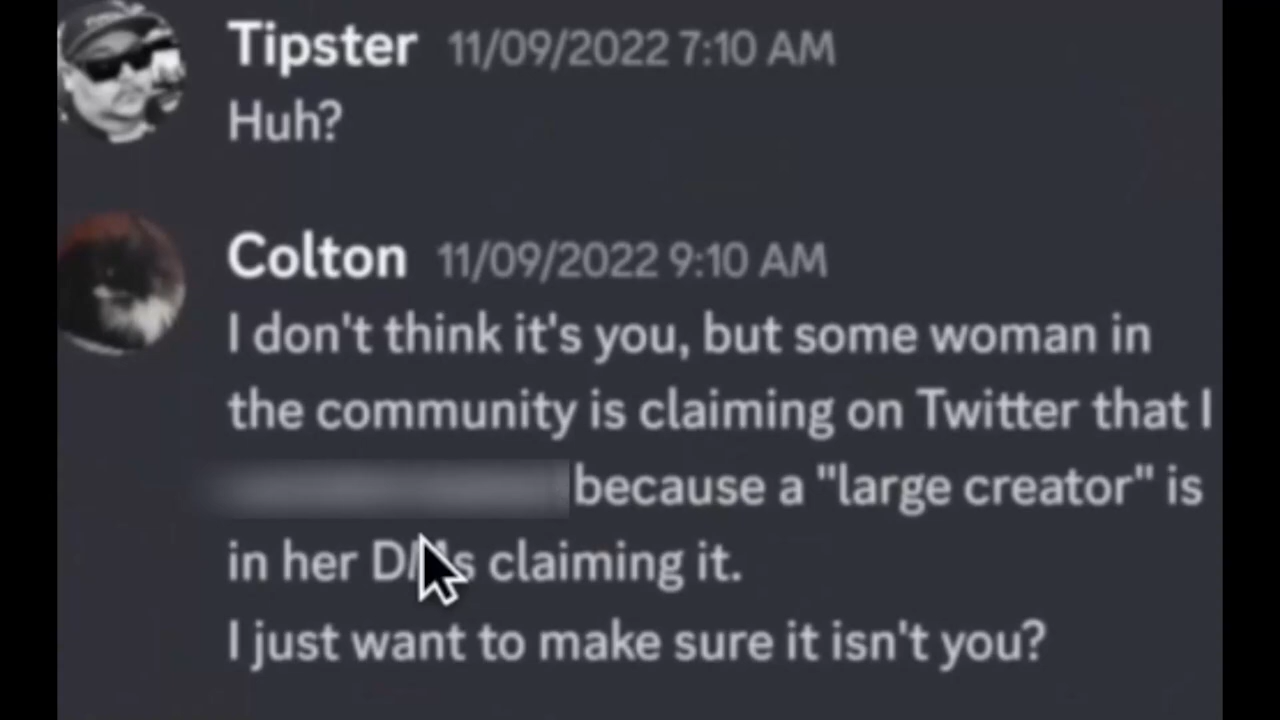 Tipster 11/09/2022 7:10 AM
Huh?
Colton 11/09/2022 9:10 AM
I don't think it's you, but some woman in
the community is claiming on Twitter that I
because a "large creator" is
in her DMs claiming it.
I just want to make sure it isn't you?